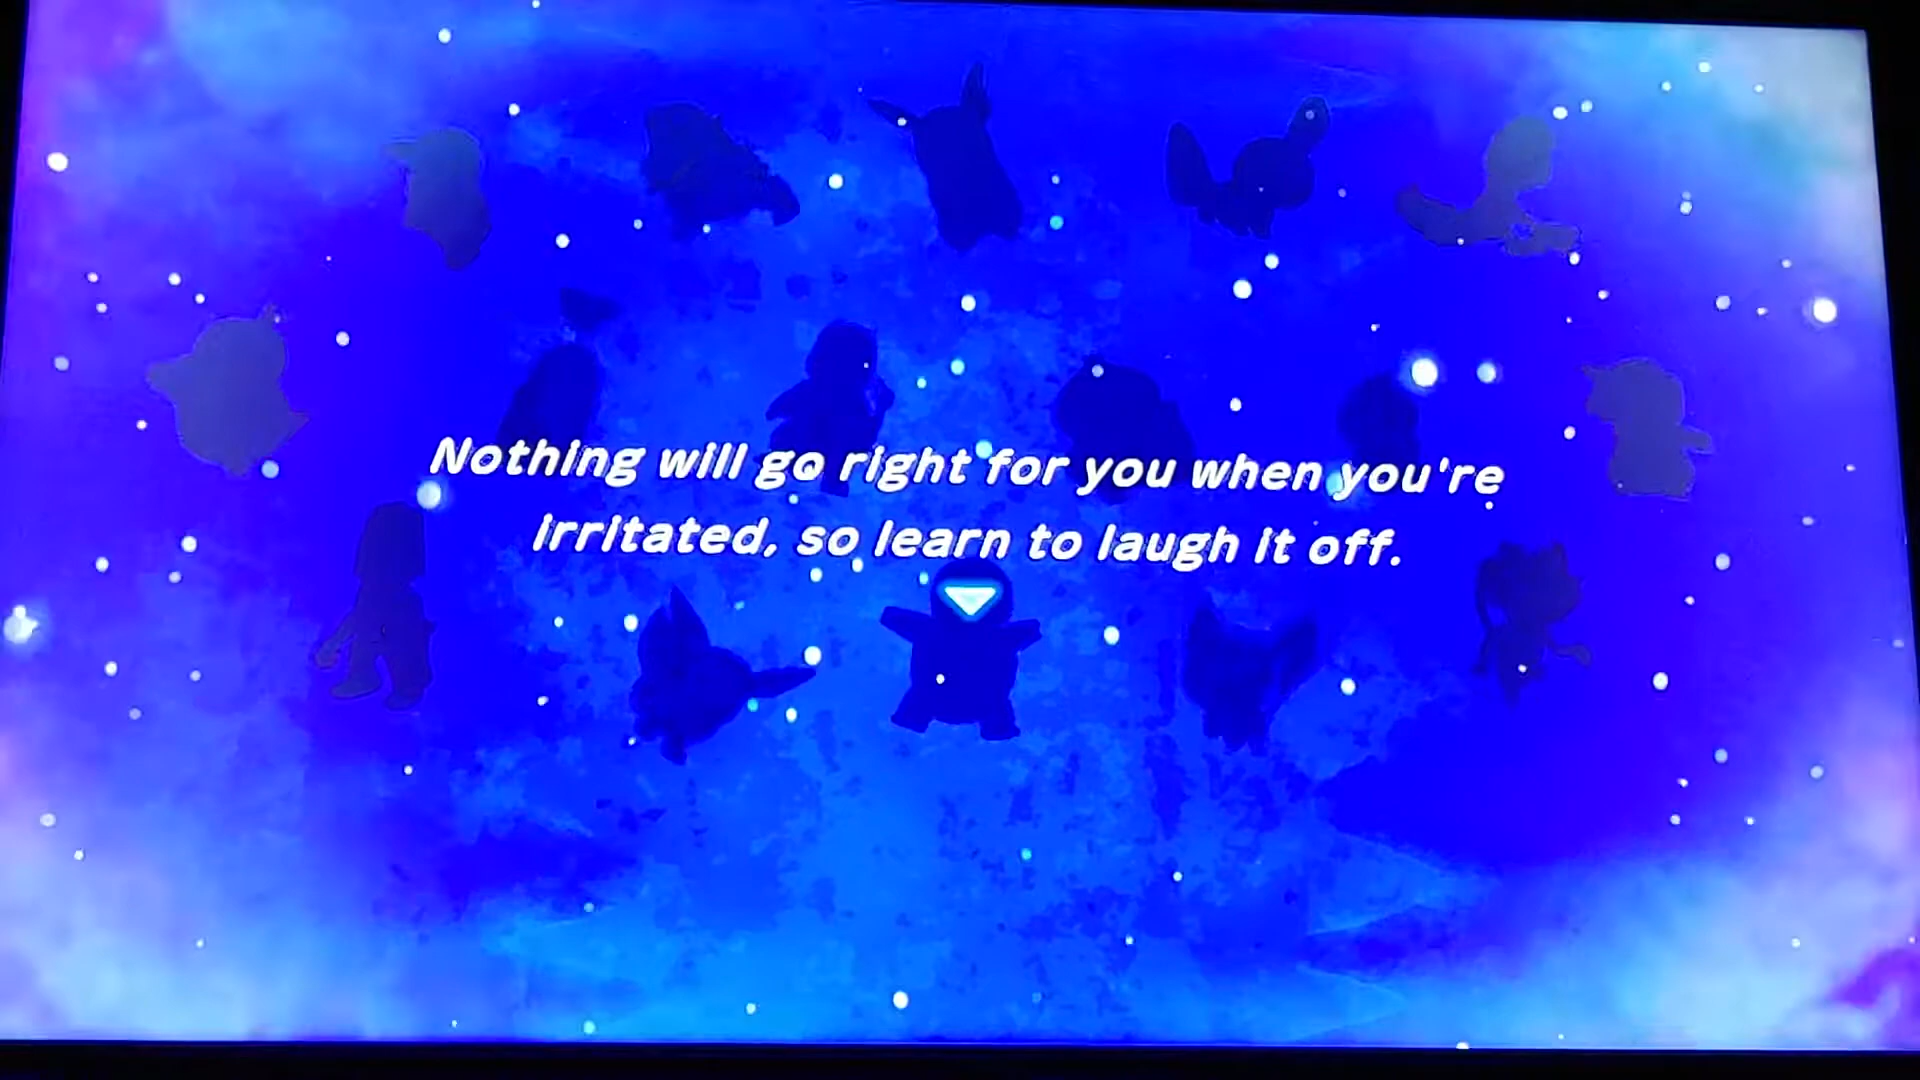 Nothing will go right for you when you're
irritated, so learn to laugh it off.